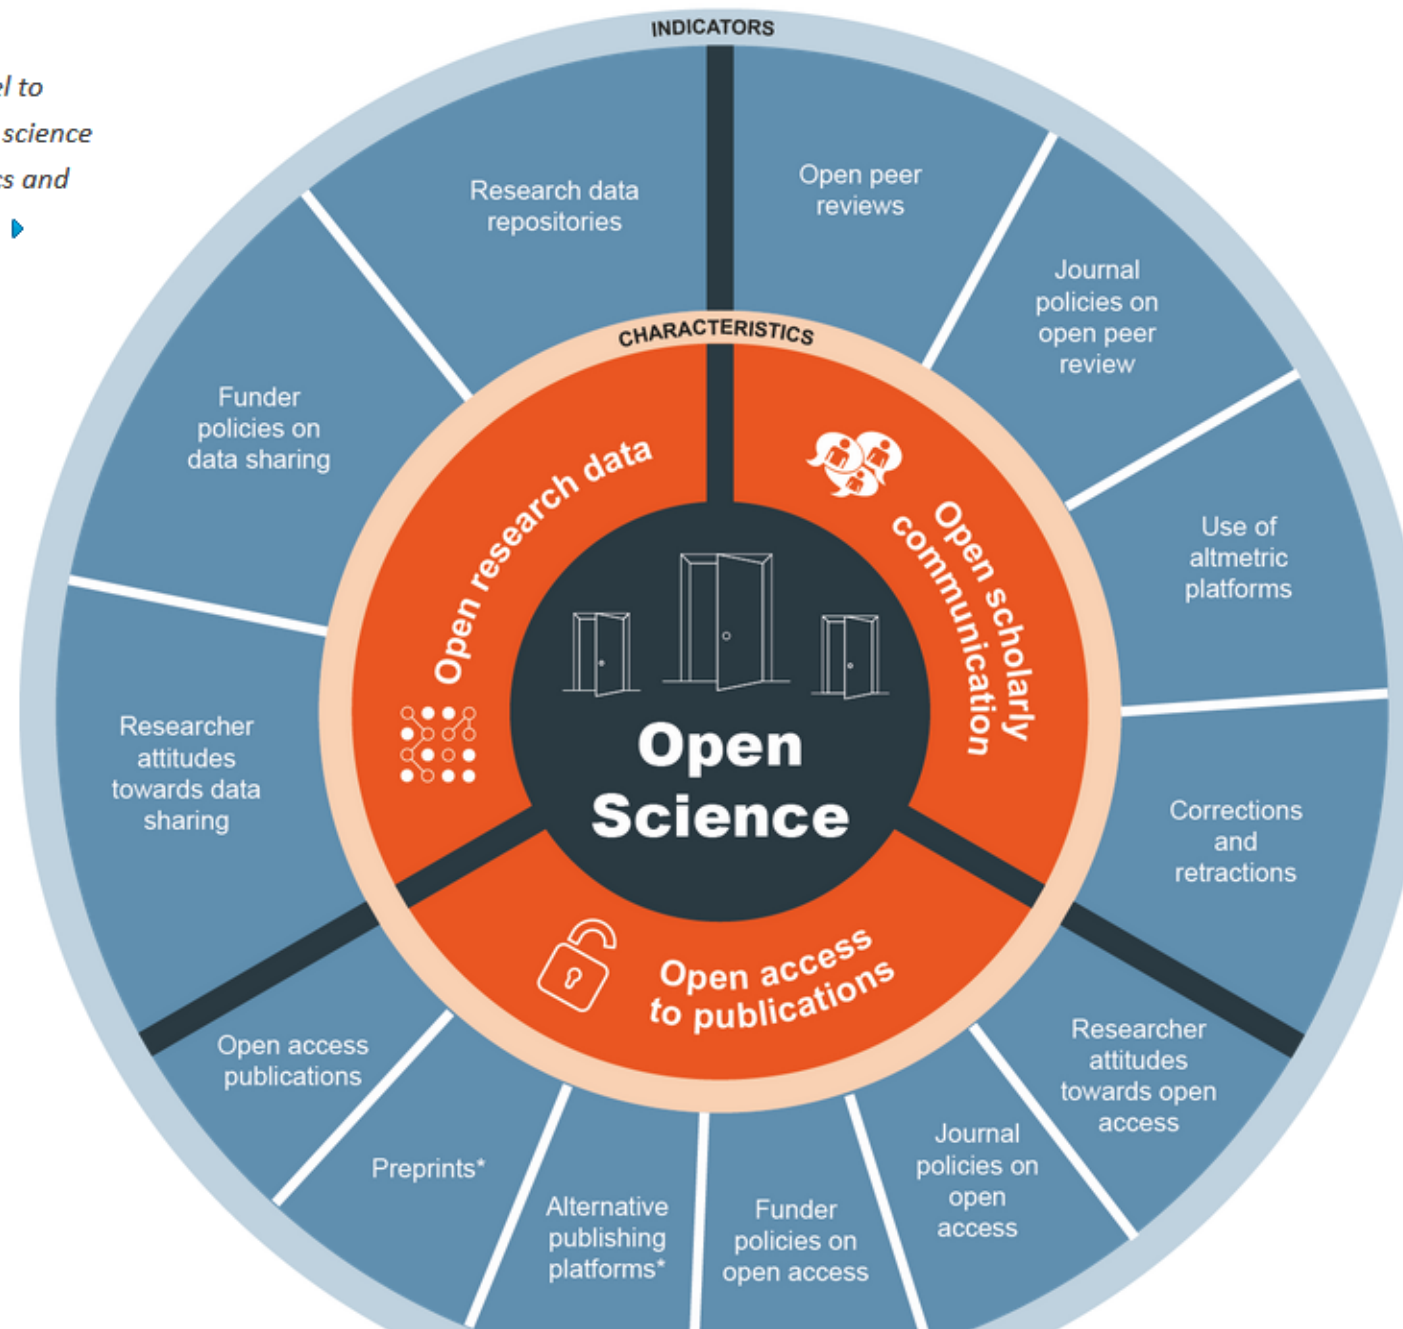 el to
science
cs and
INDICATORS
Research data
repositories
Open peer
reviews
Journal
policies on
open peer
review
CHARACTERISTICS
Funder
policies on
data sharing
Open research data
Open scholarly
communication
Use of
altmetric
platforms
Researcher
attitudes
towards data
sharing
Open
Science
Corrections
and
retractions
Open access
to publications
Open access
publications
Preprints*
Alternative
publishing
platforms*
Funder
policies on
open access
Journal
policies on
open
access
Researcher
attitudes
towards open
access